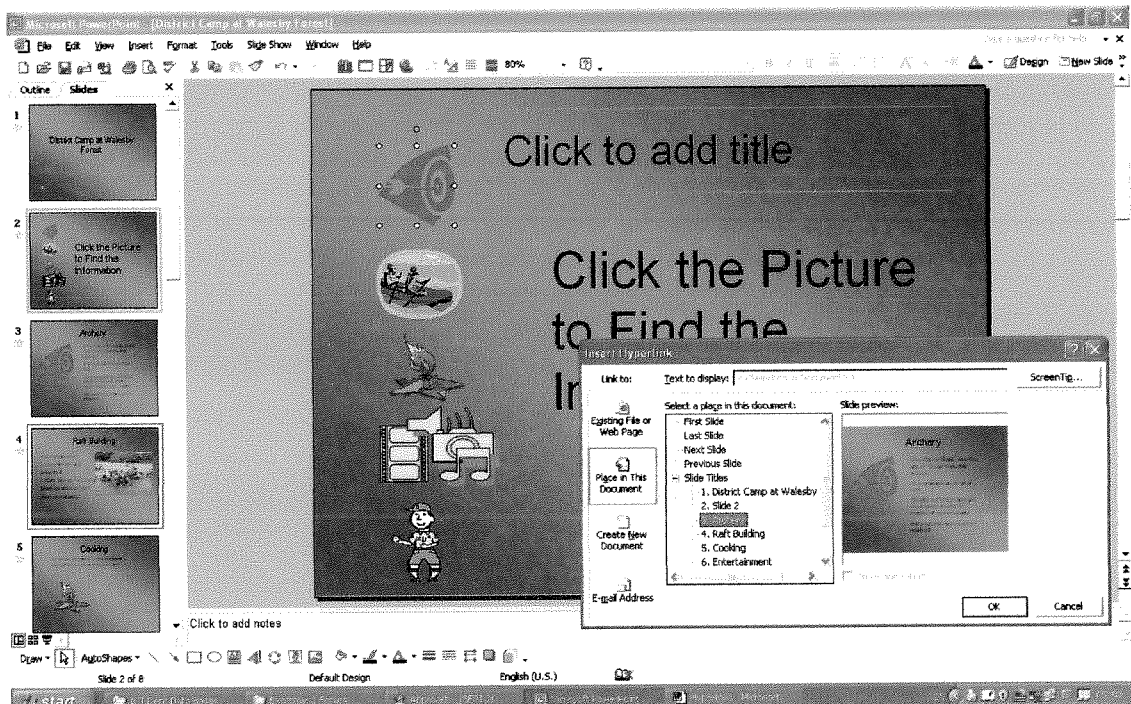 Microsoft PowerPoint - [District Camp at Walesby Forest]
File Edit View Insert Format Tools Slide Show Window Help
80%
Design New Slide
Outline Slides
1
District Camp at Walesby
Forest
2
Click the Picture
to Find the
Information
3
Archery
4
Raft Building
5
Cooking
Click to add title
Click the Picture
to Find the
Insert Hyperlink
Link to:
Text to display:
ScreenTip...
Existing File or
Web Page
Place in This
Document
Create New
Document
E-mail Address
Select a place in this document:
First Slide
Last Slide
Next Slide
Previous Slide
Slide Titles
1. District Camp at Walesby
2. Slide 2
4. Raft Building
5. Cooking
6. Entertainment
Slide preview:
Archery
OK Cancel
Click to add notes
Draw AutoShapes
Slide 2 of 8 Default Design English (U.S.)
start